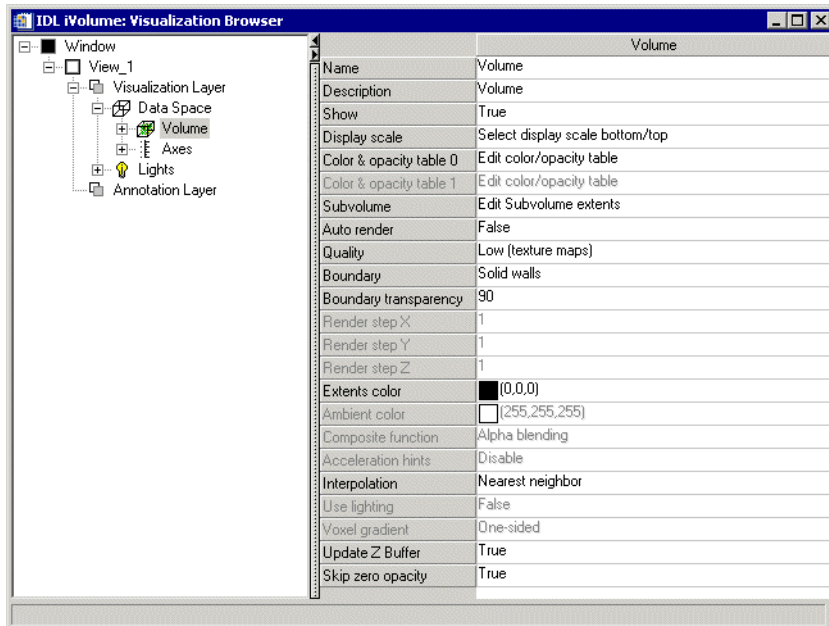 IDL iVolume: Visualization Browser
Window
View_1
Visualization Layer
Data Space
Volume
Axes
Lights
Annotation Layer
Volume
Name Volume
Description Volume
Show True
Display scale Select display scale bottom/top
Color & opacity table 0 Edit color/opacity table
Color & opacity table 1 Edit color/opacity table
Subvolume Edit Subvolume extents
Auto render False
Quality Low (texture maps)
Boundary Solid walls
Boundary transparency 90
Render step X 1
Render step Y 1
Render step Z 1
Extents color (0,0,0)
Ambient color (255,255,255)
Composite function Alpha blending
Acceleration hints Disable
Interpolation Nearest neighbor
Use lighting False
Voxel gradient One-sided
Update Z Buffer True
Skip zero opacity True